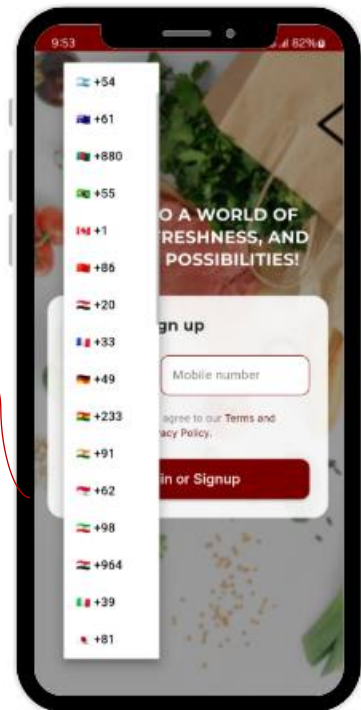 9:53
82%
+54
+61
+880
+55
+1
+86
+20
+33
+49
+233
+91
+62
+98
+964
+39
+81
O A WORLD OF
RESHNESS, AND
POSSIBILITIES!
gn up
Mobile number
agree to our Terms and
acy Policy.
in or Signup